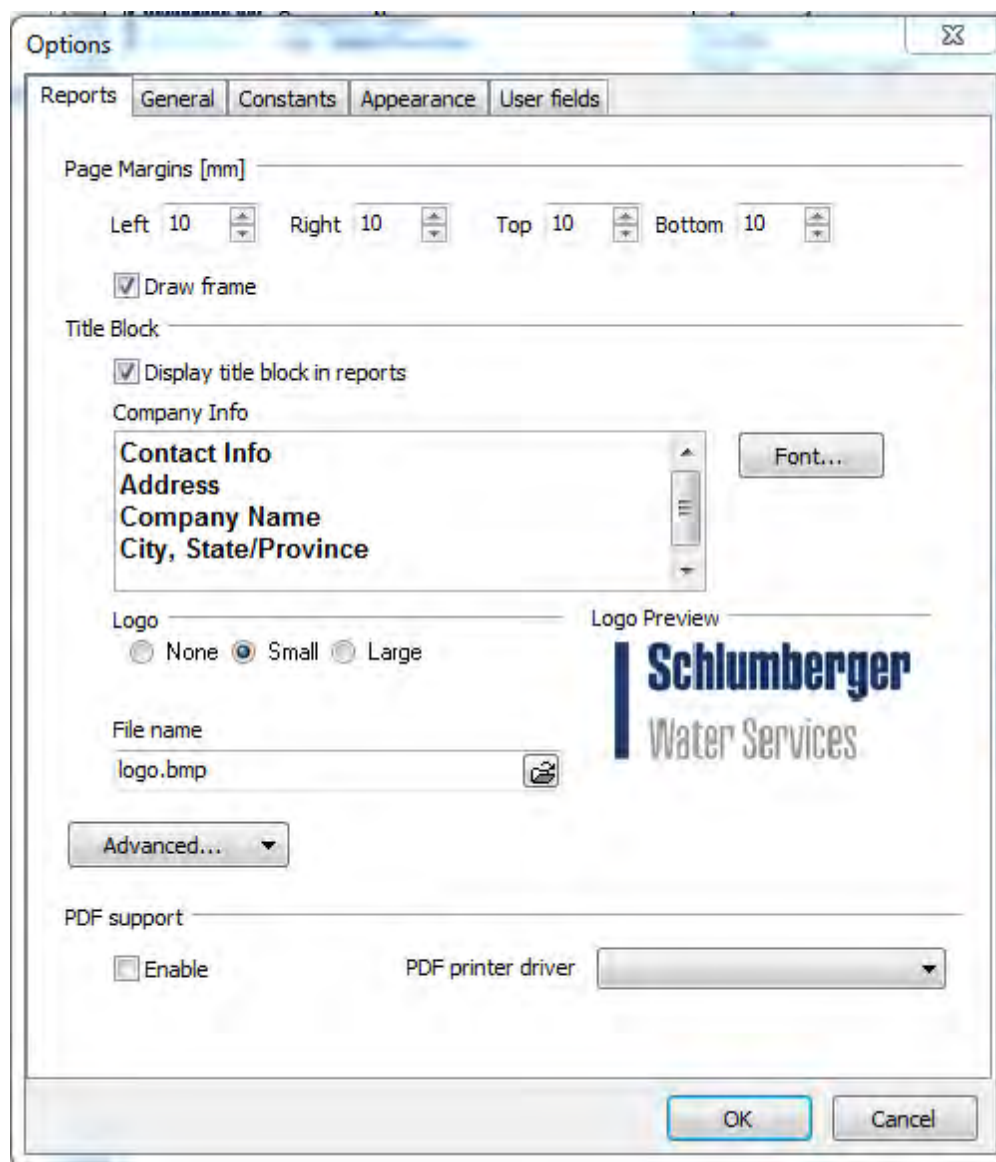 Options
Reports General Constants Appearance User fields
Page Margins [mm]
Left 10 Right 10 Top 10 Bottom 10
Draw frame
Title Block
Display title block in reports
Company Info
Contact Info
Address
Company Name
City, State/Province
Font...
Logo
None Small Large
Logo Preview
Schlumberger
Water Services
File name
logo.bmp
Advanced...
PDF support
Enable PDF printer driver
OK Cancel